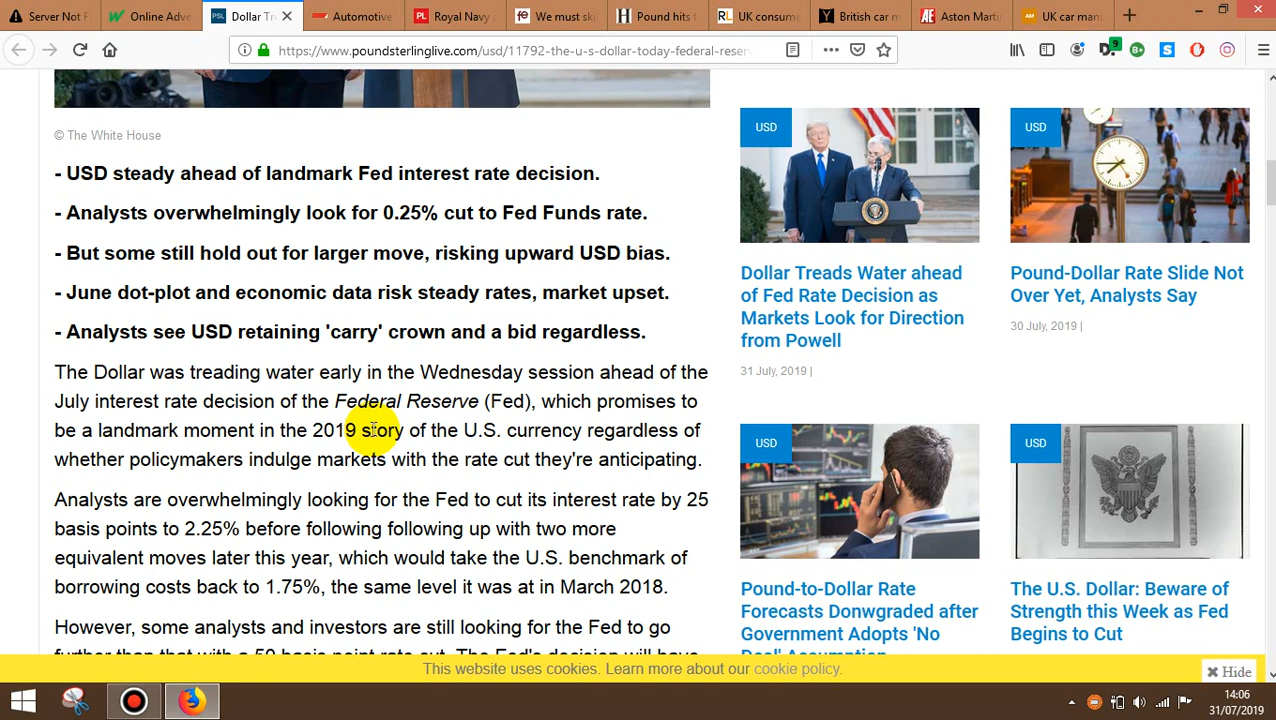 Server Not F
Online Adve
Dollar Tre
Automotive
Royal Navy a
We must ski
Pound hits t
UK consume
British car m
Aston Marti
UK car manu
https://www.poundsterlinglive.com/usd/11792-the-u-s-dollar-today-federal-reser
9
© The White House
- USD steady ahead of landmark Fed interest rate decision.
- Analysts overwhelmingly look for 0.25% cut to Fed Funds rate.
- But some still hold out for larger move, risking upward USD bias.
- June dot-plot and economic data risk steady rates, market upset.
- Analysts see USD retaining 'carry' crown and a bid regardless.
The Dollar was treading water early in the Wednesday session ahead of the
July interest rate decision of the Federal Reserve (Fed), which promises to
be a landmark moment in the 2019 story of the U.S. currency regardless of
whether policymakers indulge markets with the rate cut they're anticipating.
Analysts are overwhelmingly looking for the Fed to cut its interest rate by 25
basis points to 2.25% before following following up with two more
equivalent moves later this year, which would take the U.S. benchmark of
borrowing costs back to 1.75%, the same level it was at in March 2018.
However, some analysts and investors are still looking for the Fed to go
further than that with a 50 basis point rate cut. The Fed's decision will have
USD
Dollar Treads Water ahead
of Fed Rate Decision as
Markets Look for Direction
from Powell
31 July, 2019 |
USD
Pound-Dollar Rate Slide Not
Over Yet, Analysts Say
30 July, 2019 |
USD
Pound-to-Dollar Rate
Forecasts Donwgraded after
Government Adopts 'No
Deal' Assumption
USD
The U.S. Dollar: Beware of
Strength this Week as Fed
Begins to Cut
This website uses cookies. Learn more about our cookie policy.
Hide
14:06
31/07/2019